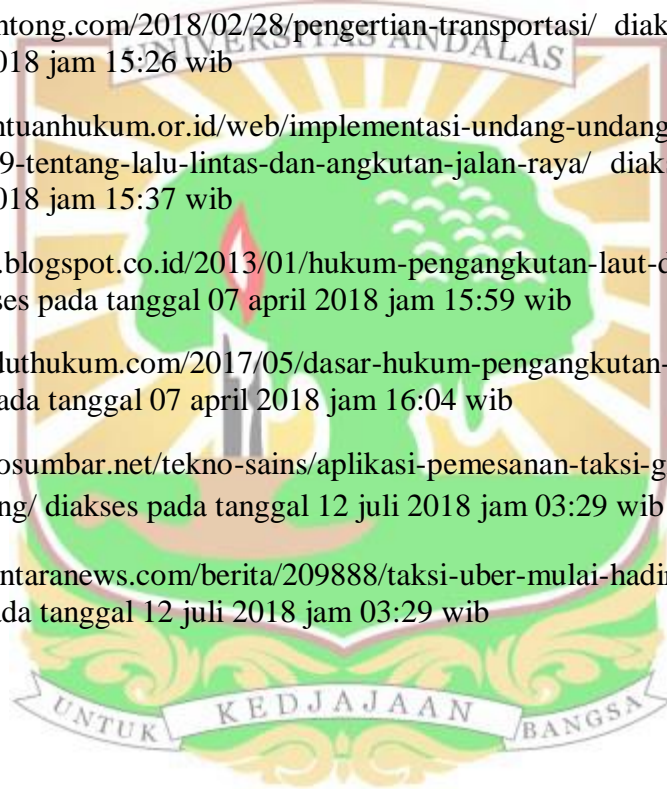 ntong.com/2018/02/28/pengertian-transportasi/ diak
UNIVERSITAS ANDALAS
018 jam 15:26 wib
ntuanhukum.or.id/web/implementasi-undang-undang
9-tentang-lalu-lintas-dan-angkutan-jalan-raya/ diak
018 jam 15:37 wib
.blogspot.co.id/2013/01/hukum-pengangkutan-laut-d
ses pada tanggal 07 april 2018 jam 15:59 wib
duthukum.com/2017/05/dasar-hukum-pengangkutan-
ada tanggal 07 april 2018 jam 16:04 wib
osumbar.net/tekno-sains/aplikasi-pemesanan-taksi-g
ng/ diakses pada tanggal 12 juli 2018 jam 03:29 wib
ntaranews.com/berita/209888/taksi-uber-mulai-hadir
ada tanggal 12 juli 2018 jam 03:29 wib
UNTUK KEDJAJAAN BANGSA